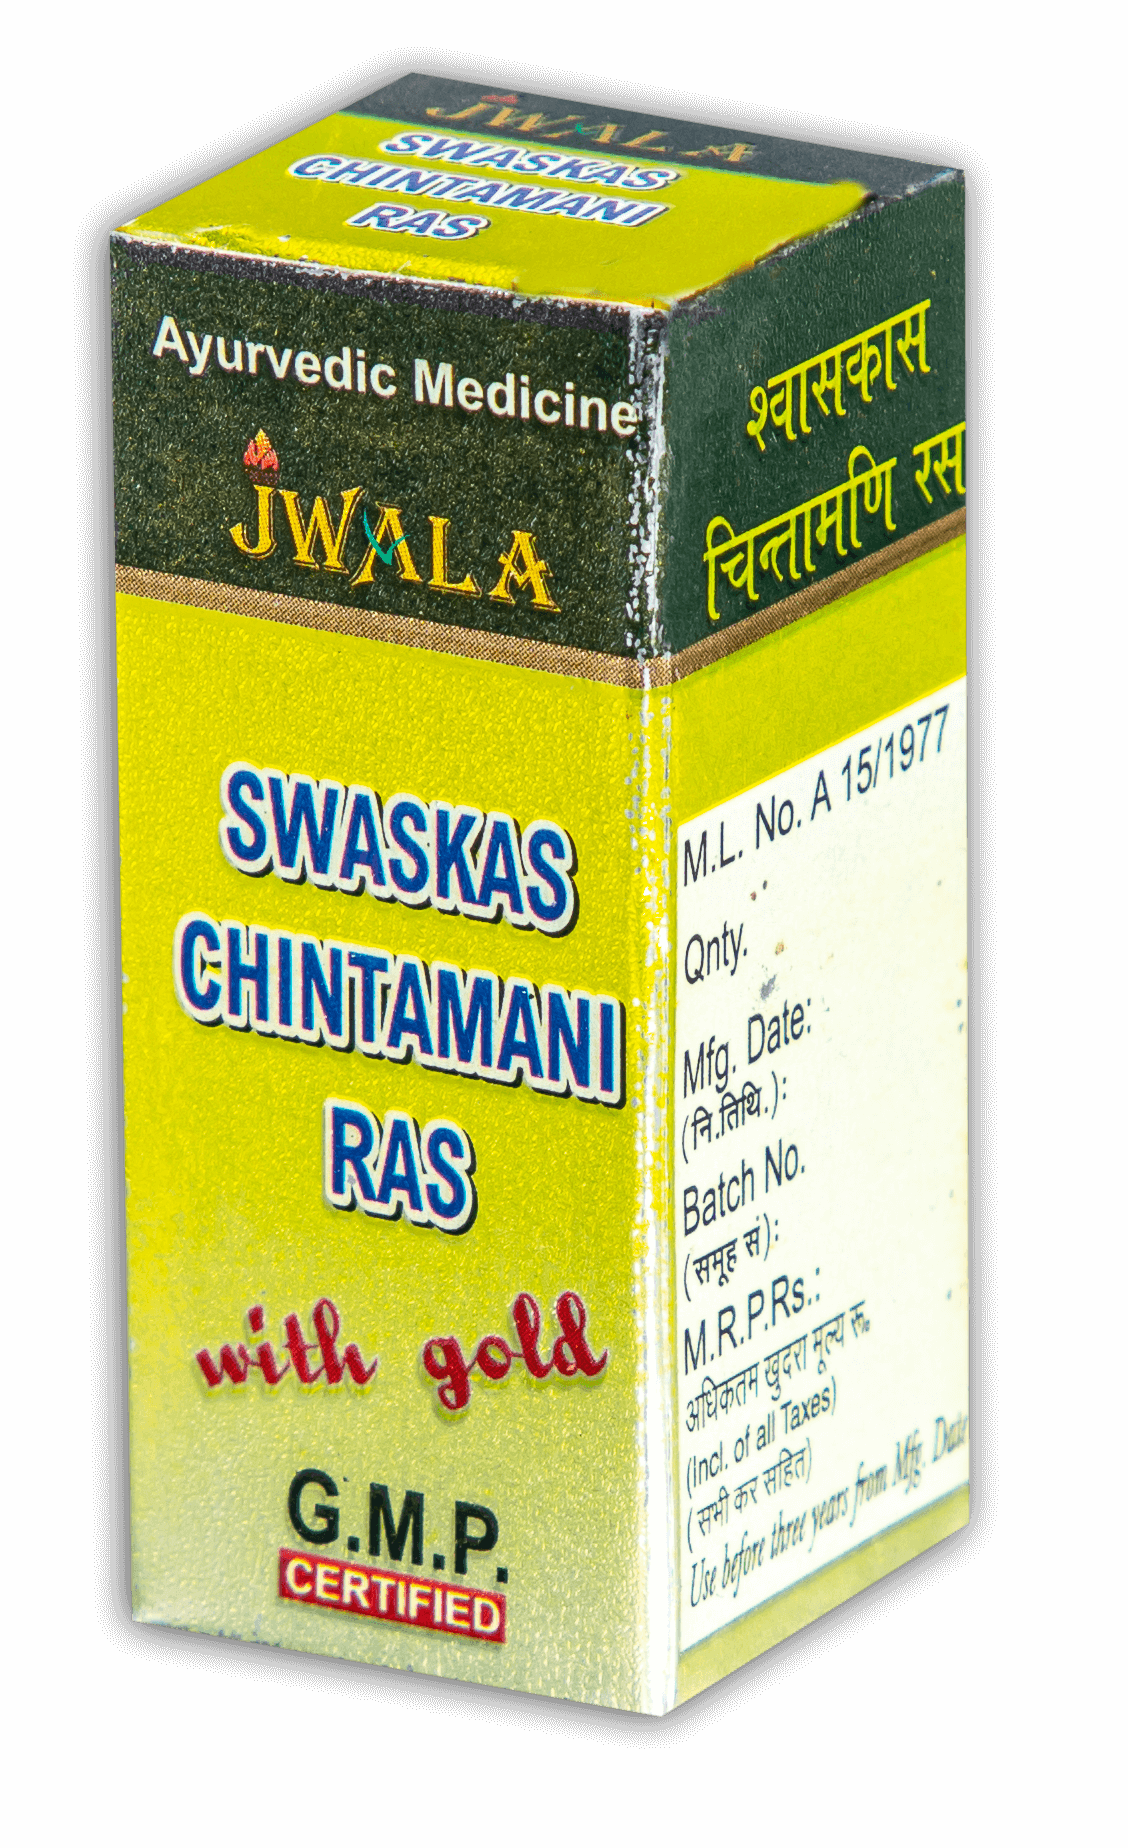 JWALA
SWASKAS
CHINTAMANI
RAS
Ayurvedic Medicine
JWALA
SWASKAS
CHINTAMANI
RAS
with gold
G.M.P.
CERTIFIED
श्वासकास
चिन्तामणि रस
M.L. No. A 15/1977
Qnty.
Mfg. Date:
(नि.तिथि.):
Batch No.
(समूह सं):
M.R.P.Rs.:
अधिकतम खुदरा मूल्य रू.
(Incl. of all Taxes)
(सभी कर सहित)
Use before three years from Mfg. Date